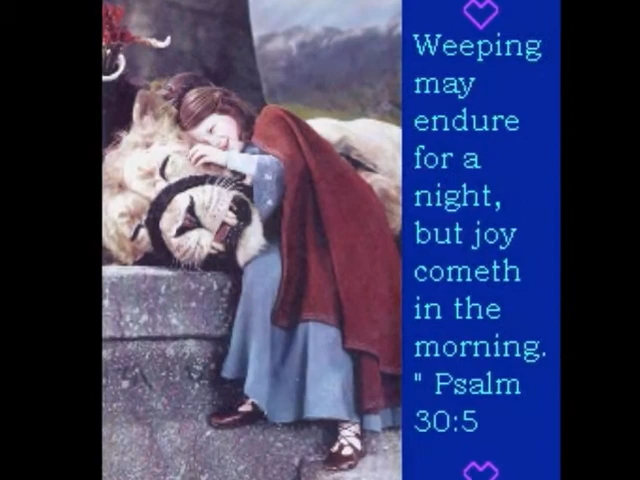 Weeping
may
endure
for a
night,
but joy
cometh
in the
morning.
" Psalm
30:5